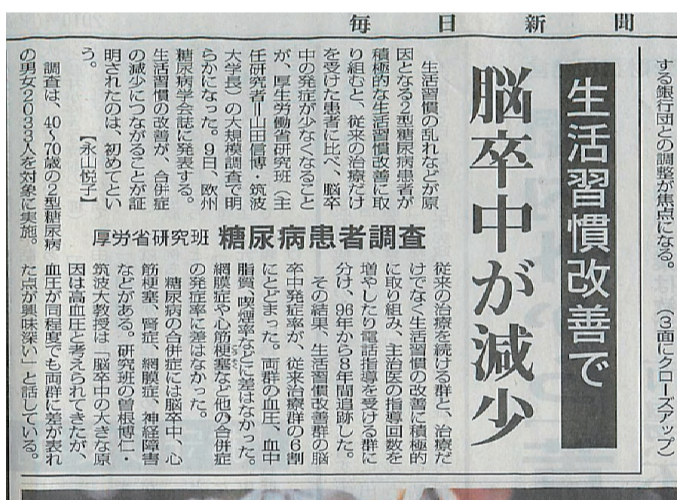 毎日新聞
する銀行団との調整が焦点になる。
(3面にクローズアップ)
生活習慣改善で
脳卒中が減少
厚労省研究班 糖尿病患者調査
生活習慣の乱れなどが原
因となる2型糖尿病患者が
積極的な生活習慣改善に取
り組むと、従来の治療だけ
を受けた患者に比べ、脳卒
中の発症が少なくなること
が、厚生労働省研究班(主
任研究者=山田信博・筑波
大学長)の大規模調査で明
らかになった。9日、欧州
糖尿病学会誌に発表する。
生活習慣の改善が、合併症
の減少につながることが証
明されたのは、初めてとい
う。 【永山悦子】
調査は、40~70歳の2型糖尿病
の男女2033人を対象に実施。
従来の治療を続ける群と、治療だ
けでなく生活習慣の改善に積極的
に取り組み、主治医の指導回数を
増やしたり電話指導を受ける群に
分け、96年から8年間追跡した。
その結果、生活習慣改善群の脳
卒中発症率が、従来治療群の6割
にとどまった。両群の血圧、血中
脂質、喫煙率などに差はなかった。
網膜症や心筋梗塞など他の合併症
の発症率に差はなかった。
糖尿病の合併症には脳卒中、心
筋梗塞、腎症、網膜症、神経障害
などがある。研究班の曽根博仁・
筑波大教授は「脳卒中の大きな原
因は高血圧と考えられてきたが、
血圧が同程度でも両群に差が表れ
た点が興味深い」と話している。